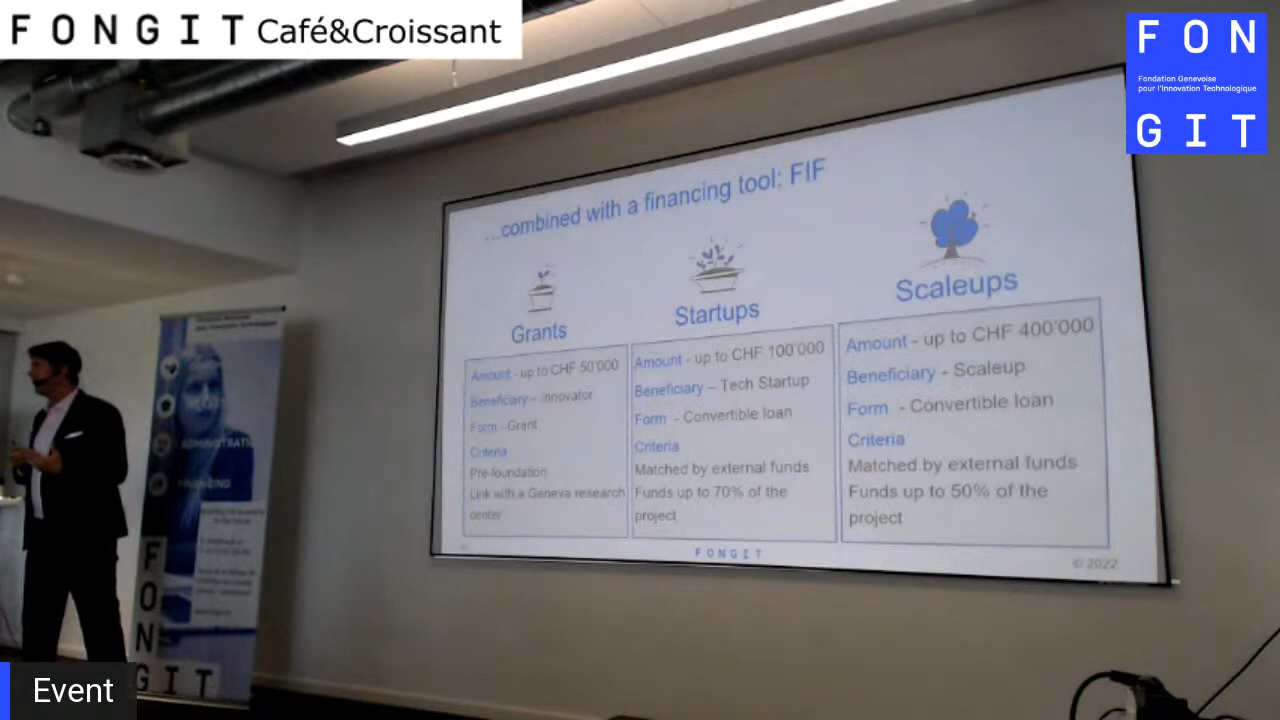 FONGIT Café&Croissant
FON
Fondation Genevoise
pour l'Innovation Technologique
GIT
...combined with a financing tool: FIF
Grants
Amount - up to CHF 50'000
Beneficiary – Innovator
Form - Grant
Criteria
Pre-foundation
Link with a Geneva research
center
Startups
Amount - up to CHF 100'000
Beneficiary – Tech Startup
Form - Convertible loan
Criteria
Matched by external funds
Funds up to 70% of the
project
Scaleups
Amount - up to CHF 400'000
Beneficiary - Scaleup
Form - Convertible loan
Criteria
Matched by external funds
Funds up to 50% of the
project
FONGIT
© 2022
pour l'Innovation Technologique
FINANCING
FON
GIT
Event